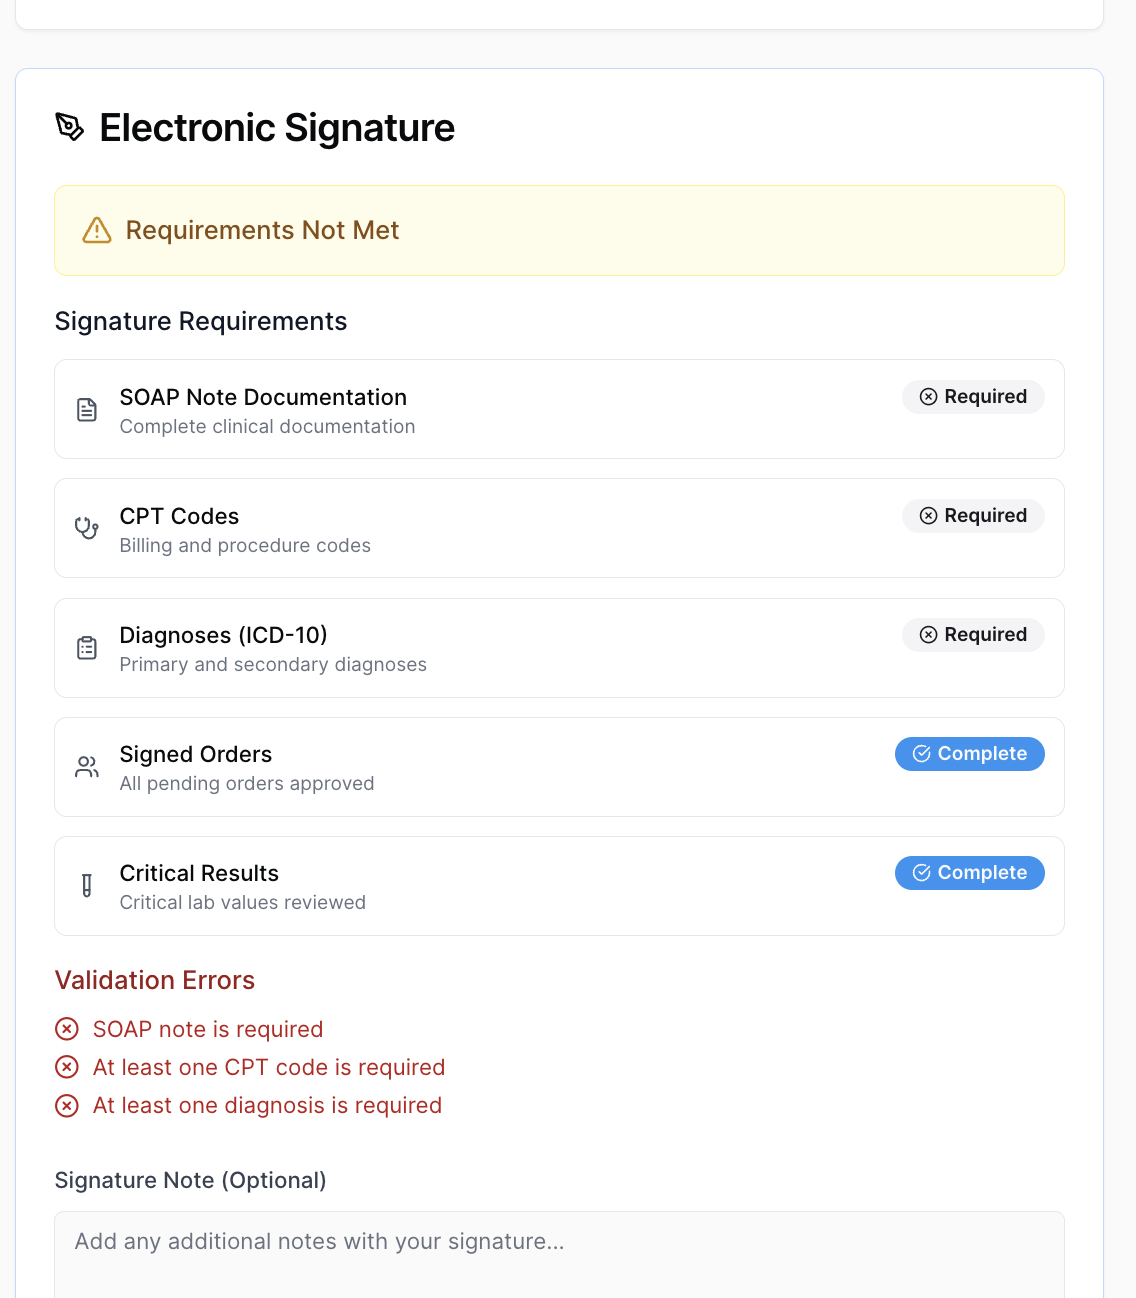 Electronic Signature
Requirements Not Met
Signature Requirements
SOAP Note Documentation
Required
Complete clinical documentation
CPT Codes
Required
Billing and procedure codes
Diagnoses (ICD-10)
Required
Primary and secondary diagnoses
Signed Orders
Complete
All pending orders approved
Critical Results
Complete
Critical lab values reviewed
Validation Errors
SOAP note is required
At least one CPT code is required
At least one diagnosis is required
Signature Note (Optional)
Add any additional notes with your signature...